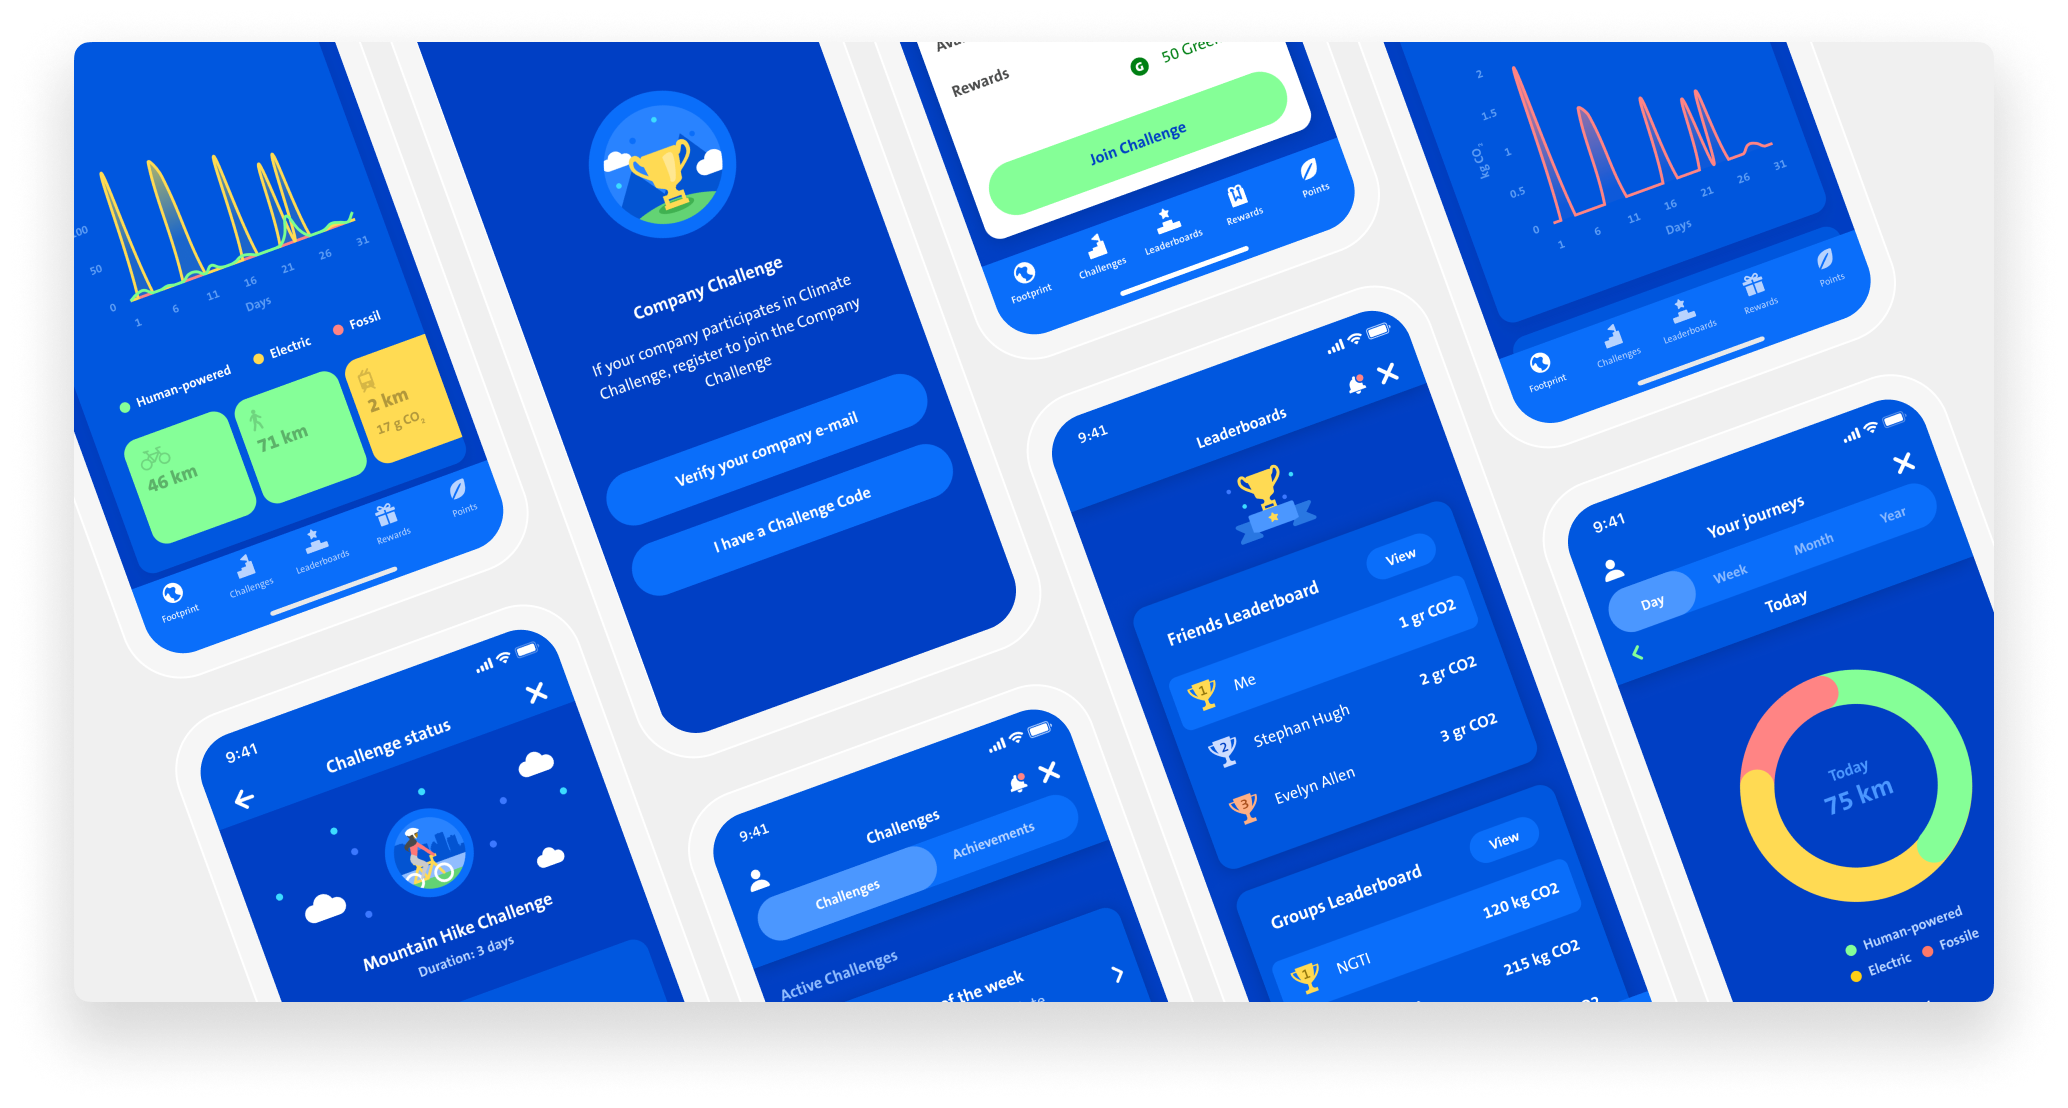 100
50
0
1
6
11
16
21
26
31
Days
Human-powered
Electric
Fossil
46 km
71 km
2 km
17 g CO₂
Footprint
Challenges
Leaderboards
Rewards
Points
Company Challenge
If your company participates in Climate
Challenge, register to join the Company
Challenge
Verify your company e-mail
I have a Challenge Code
Rewards
G
50
Join Challenge
Footprint
Challenges
Leaderboards
Rewards
Points
2
1.5
1
0.5
0
kg CO₂
1
6
11
16
21
26
31
Days
Footprint
Challenges
Leaderboards
Rewards
Points
9:41
Challenge status
Mountain Hike Challenge
Duration: 3 days
9:41
Challenges
Challenges
Achievements
Active Challenges
of the week
9:41
Leaderboards
Friends Leaderboard
View
1
Me
1 gr CO2
2
Stephan Hugh
2 gr CO2
3
Evelyn Allen
3 gr CO2
Groups Leaderboard
View
1
NGTI
120 kg CO2
215 kg CO2
9:41
Your journeys
Day
Week
Month
Year
Today
Today
75 km
Human-powered
Electric
Fossile